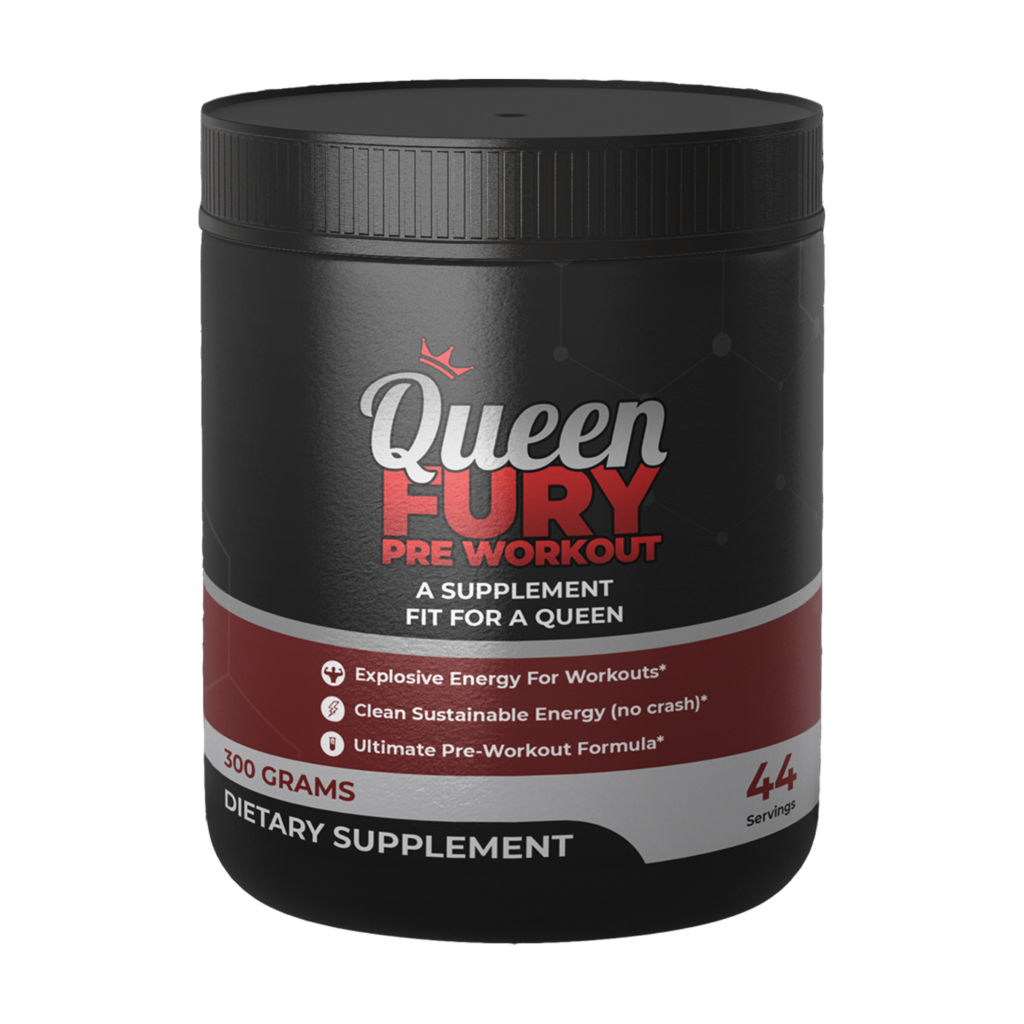 Queen
FURY
PRE WORKOUT
A SUPPLEMENT
FIT FOR A QUEEN
Explosive Energy For Workouts*
Clean Sustainable Energy (no crash)*
Ultimate Pre-Workout Formula*
300 GRAMS
44
Servings
DIETARY SUPPLEMENT